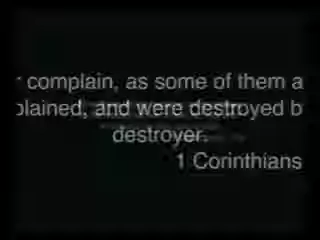 complain, as some of them a
plained, and were destroyed b
destroyer.
1 Corinthians